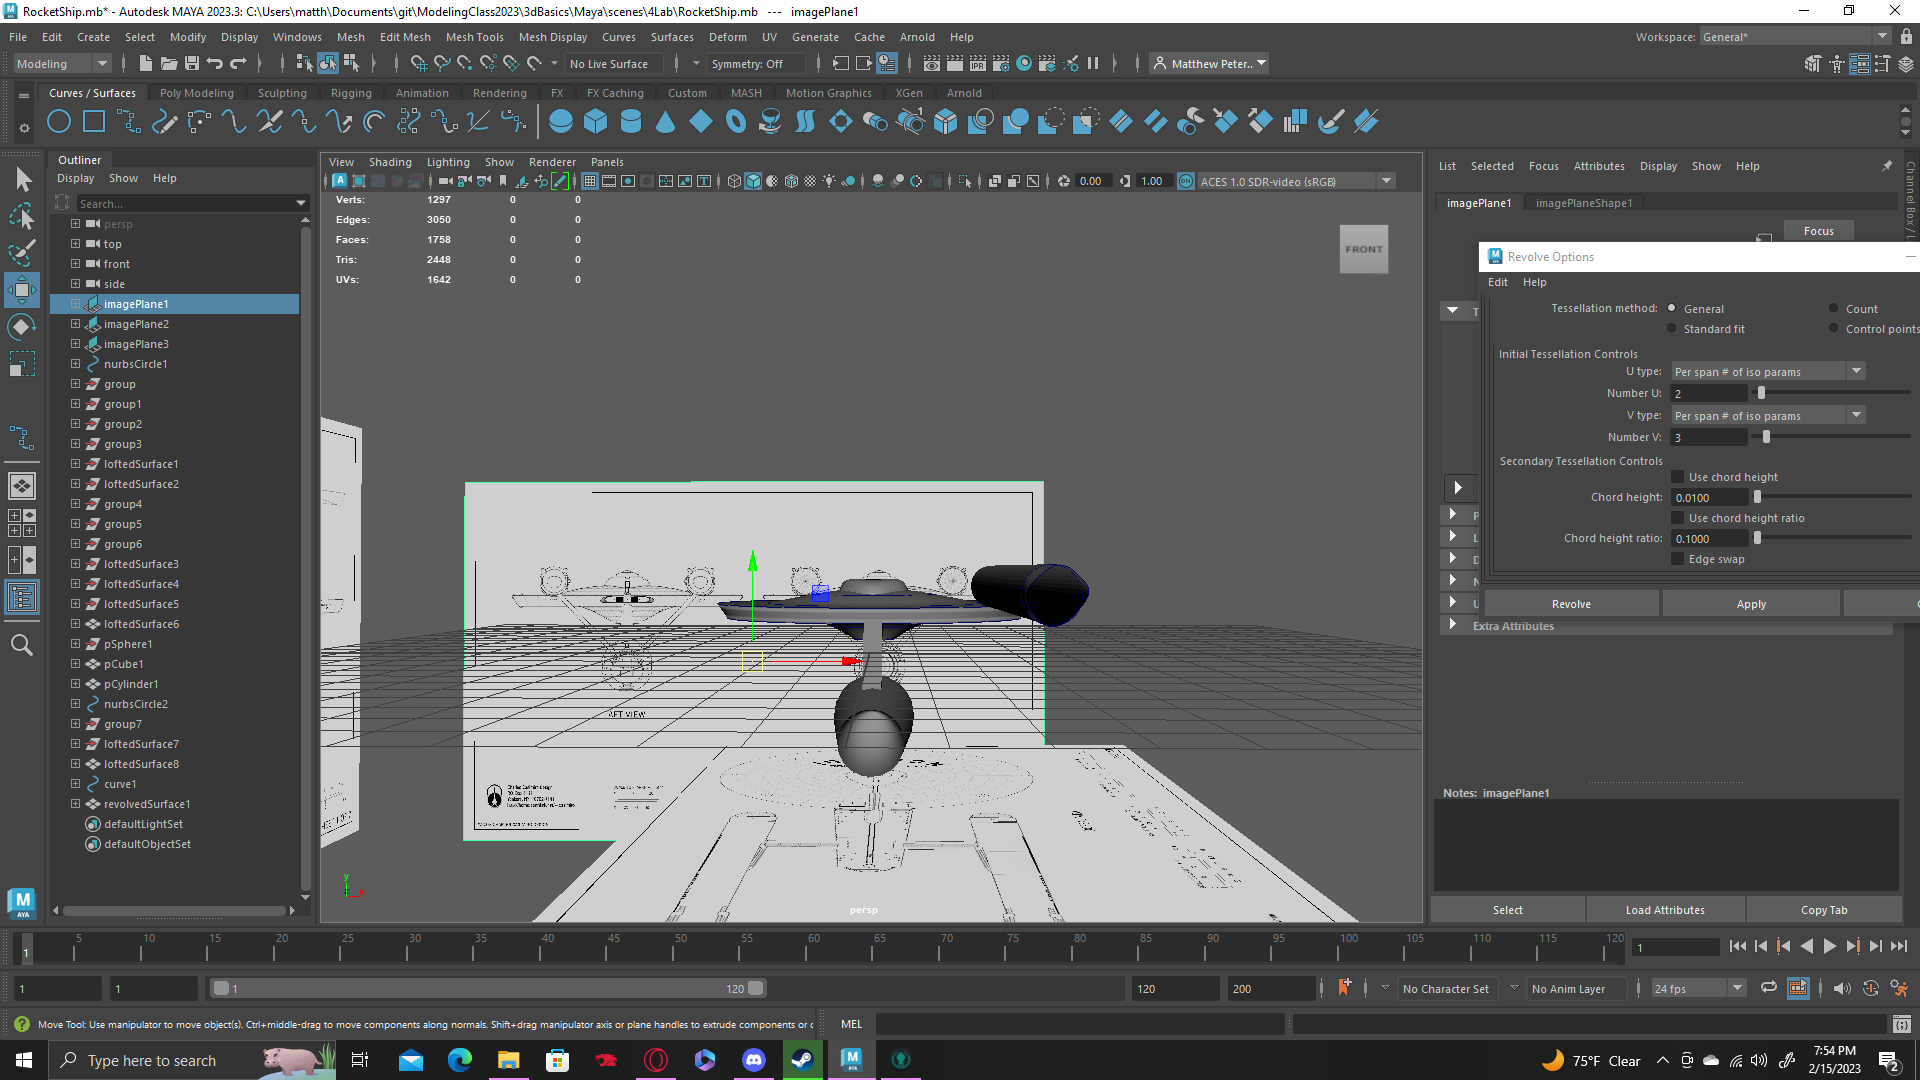 RocketShip.mb* - Autodesk MAYA 2023.3: C:\Users\matth\Documents\git\ModelingClass2023\3dBasics\Maya\scenes\4Lab\RocketShip.mb --- imagePlane1
File Edit Create Select Modify Display Windows Mesh Edit Mesh Mesh Tools Mesh Display Curves Surfaces Deform UV Generate Cache Arnold Help
Workspace: General*
Modeling
No Live Surface
Symmetry: Off
Matthew Peter..
Curves / Surfaces Poly Modeling Sculpting Rigging Animation Rendering FX FX Caching Custom MASH Motion Graphics XGen Arnold
IPR
Outliner
Display Show Help
Search...
persp
top
front
side
imagePlane1
imagePlane2
imagePlane3
nurbsCircle1
group
group1
group2
group3
loftedSurface1
loftedSurface2
group4
group5
group6
loftedSurface3
loftedSurface4
loftedSurface5
loftedSurface6
pSphere1
pCube1
pCylinder1
nurbsCircle2
group7
loftedSurface7
loftedSurface8
curve1
revolvedSurface1
defaultLightSet
defaultObjectSet
View Shading Lighting Show Renderer Panels
0.00
1.00
ACES 1.0 SDR-video (sRGB)
Verts: 1297 0 0
Edges: 3050 0 0
Faces: 1758 0 0
Tris: 2448 0 0
UVs: 1642 0 0
FRONT
AFT VIEW
y
x
persp
List Selected Focus Attributes Display Show Help
imagePlane1
imagePlaneShape1
Focus
Channel Box / L
Revolve Options
Edit Help
Tessellation method: General Count
Standard fit Control points
Initial Tessellation Controls
U type: Per span # of iso params
Number U: 2
V type: Per span # of iso params
Number V: 3
Secondary Tessellation Controls
Use chord height
Chord height: 0.0100
Use chord height ratio
Chord height ratio: 0.1000
Edge swap
Revolve
Apply
Extra Attributes
Notes: imagePlane1
Select
Load Attributes
Copy Tab
1 5 10 15 20 25 30 35 40 45 50 55 60 65 70 75 80 85 90 95 100 105 110 115 120
1
1
1
1
120
120
200
No Character Set
No Anim Layer
24 fps
Move Tool: Use manipulator to move object(s). Ctrl+middle-drag to move components along normals. Shift+drag manipulator axis or plane handles to extrude components or c
MEL
Type here to search
75°F Clear
7:54 PM
2/15/2023
2